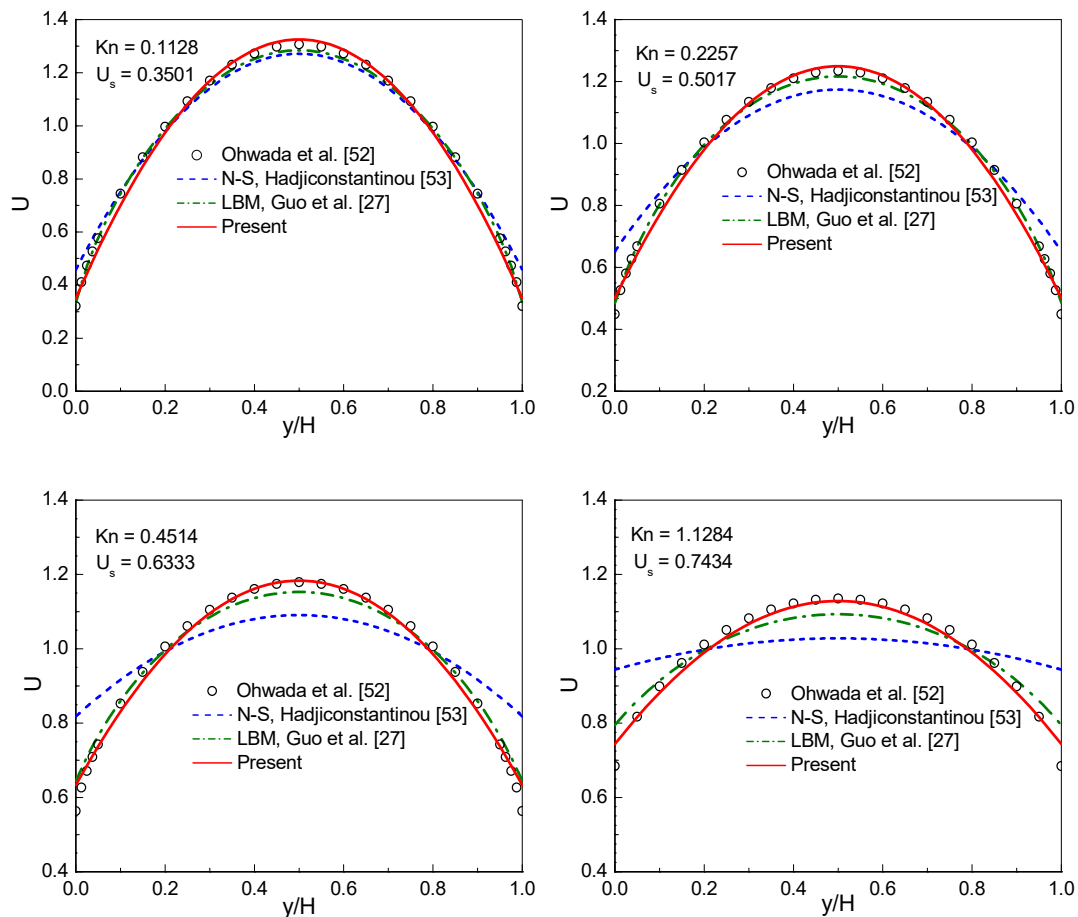 1.4
1.2
1.0
0.8
0.6
0.4
0.2
0.0
U
Kn = 0.1128
U_s = 0.3501
Ohwada et al. [52]
N-S, Hadjiconstantinou [53]
LBM, Guo et al. [27]
Present
0.0 0.2 0.4 0.6 0.8 1.0
y/H
1.4
1.2
1.0
0.8
0.6
0.4
0.2
U
Kn = 0.2257
U_s = 0.5017
Ohwada et al. [52]
N-S, Hadjiconstantinou [53]
LBM, Guo et al. [27]
Present
0.0 0.2 0.4 0.6 0.8 1.0
y/H
1.4
1.2
1.0
0.8
0.6
0.4
U
Kn = 0.4514
U_s = 0.6333
Ohwada et al. [52]
N-S, Hadjiconstantinou [53]
LBM, Guo et al. [27]
Present
0.0 0.2 0.4 0.6 0.8 1.0
y/H
1.4
1.2
1.0
0.8
0.6
0.4
U
Kn = 1.1284
U_s = 0.7434
Ohwada et al. [52]
N-S, Hadjiconstantinou [53]
LBM, Guo et al. [27]
Present
0.0 0.2 0.4 0.6 0.8 1.0
y/H